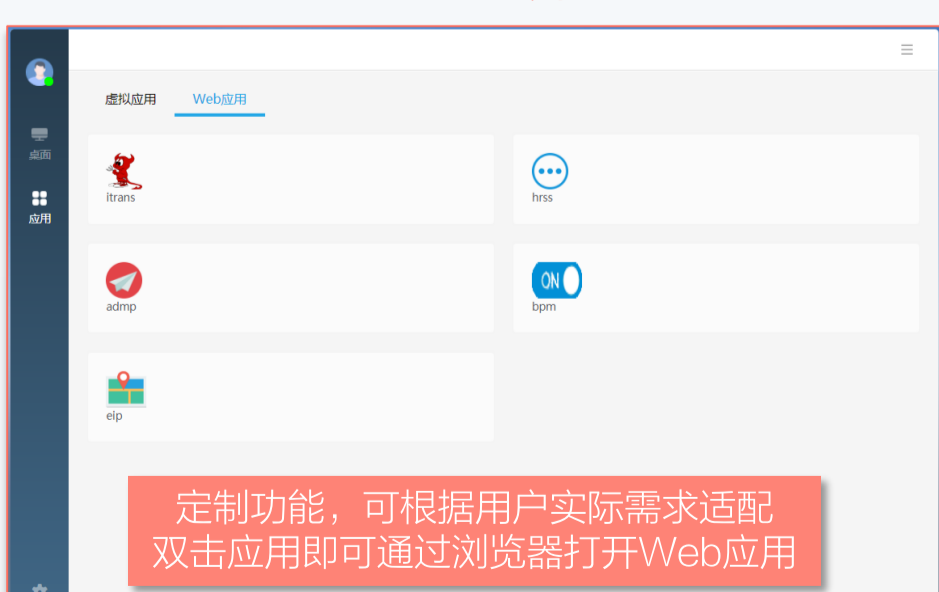 虚拟应用
Web应用
桌面
应用
itrans
hrss
admp
ON
bpm
eip
定制功能，可根据用户实际需求适配
双击应用即可通过浏览器打开Web应用